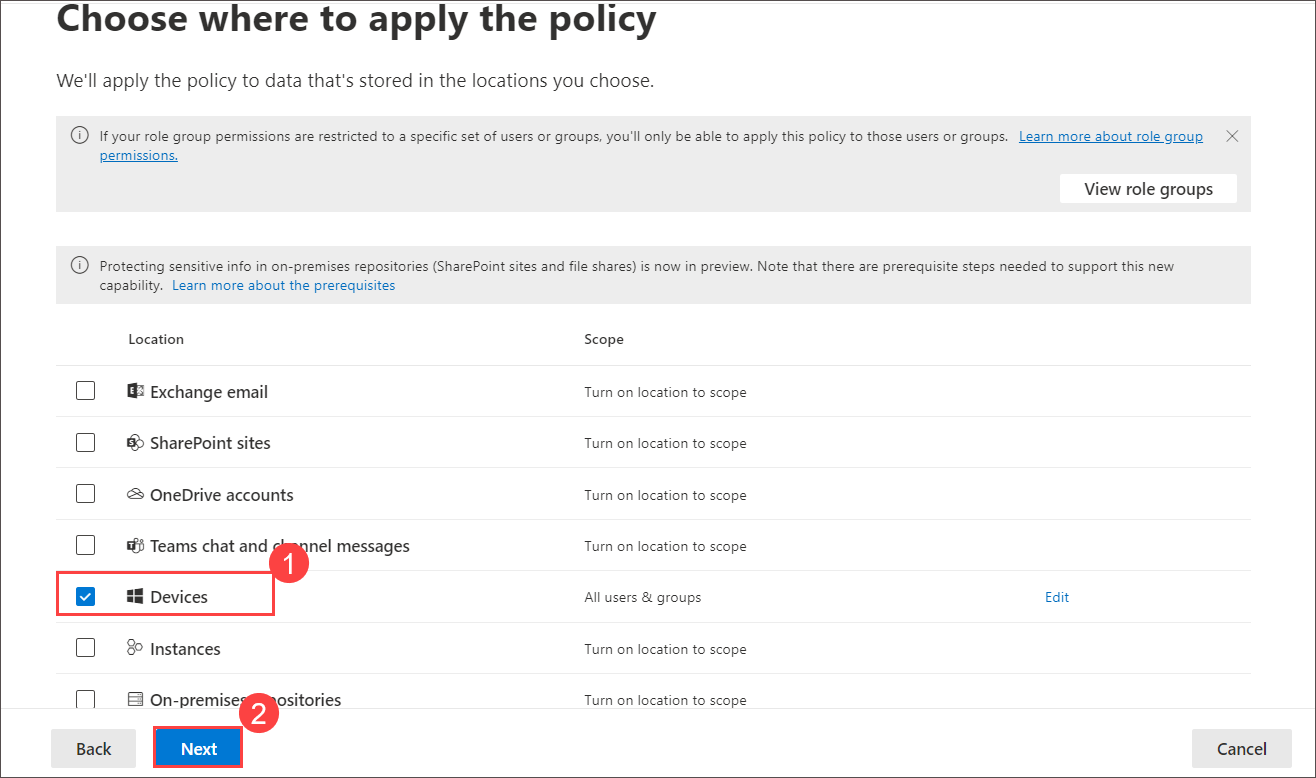 Choose where to apply the policy
We'll apply the policy to data that's stored in the locations you choose.
If your role group permissions are restricted to a specific set of users or groups, you'll only be able to apply this policy to those users or groups. Learn more about role group
permissions.
View role groups
Protecting sensitive info in on-premises repositories (SharePoint sites and file shares) is now in preview. Note that there are prerequisite steps needed to support this new
capability. Learn more about the prerequisites
Location Scope
Exchange email Turn on location to scope
SharePoint sites Turn on location to scope
OneDrive accounts Turn on location to scope
Teams chat and channel messages Turn on location to scope
1
Devices All users & groups Edit
Instances Turn on location to scope
On-premises repositories Turn on location to scope
2
Back Next Cancel